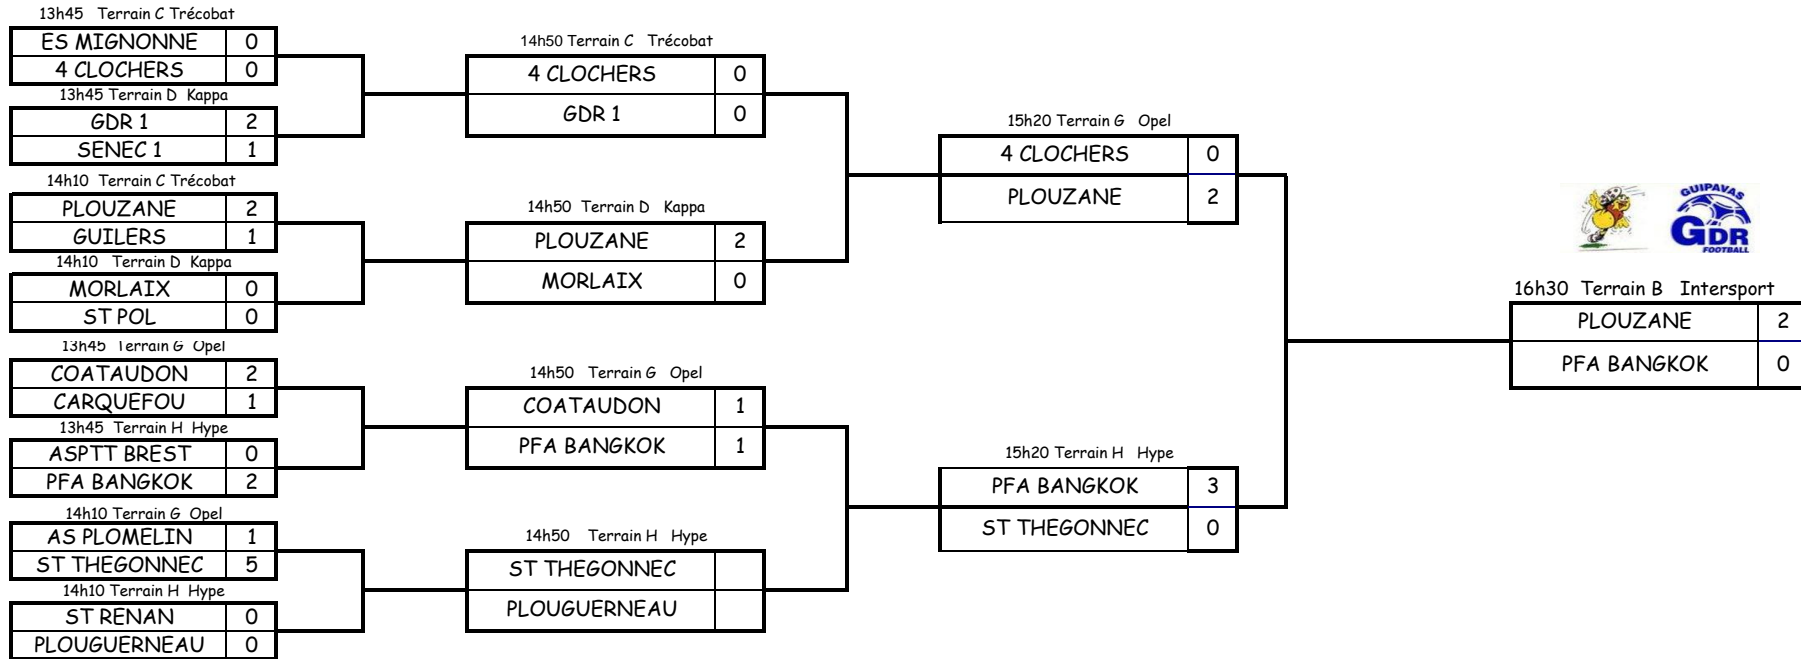 13h45 Terrain C Trécobat
ES MIGNONNE 0
4 CLOCHERS 0
13h45 Terrain D Kappa
GDR 1 2
SENEC 1 1
14h10 Terrain C Trécobat
PLOUZANE 2
GUILERS 1
14h10 Terrain D Kappa
MORLAIX 0
ST POL 0
13h45 Terrain G Opel
COATAUDON 2
CARQUEFOU 1
13h45 Terrain H Hype
ASPTT BREST 0
PFA BANGKOK 2
14h10 Terrain G Opel
AS PLOMELIN 1
ST THEGONNEC 5
14h10 Terrain H Hype
ST RENAN 0
PLOUGUERNEAU 0
14h50 Terrain C Trécobat
4 CLOCHERS 0
GDR 1 0
14h50 Terrain D Kappa
PLOUZANE 2
MORLAIX 0
14h50 Terrain G Opel
COATAUDON 1
PFA BANGKOK 1
14h50 Terrain H Hype
ST THEGONNEC
PLOUGUERNEAU
15h20 Terrain G Opel
4 CLOCHERS 0
PLOUZANE 2
15h20 Terrain H Hype
PFA BANGKOK 3
ST THEGONNEC 0
GUIPAVAS
GDR
FOOTBALL
16h30 Terrain B Intersport
PLOUZANE 2
PFA BANGKOK 0